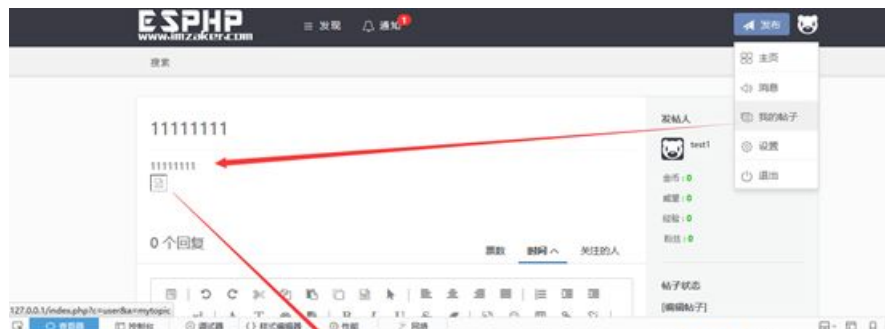 ESPHP
www.imzaker.com
发现
通知
发布
搜索
主页
消息
我的帖子
设置
退出
11111111
11111111
发帖人
test1
金币：0
威望：0
经验：0
粉丝：0
0 个回复
票数
时间
关注的人
帖子状态
[编辑帖子]
127.0.0.1/index.php?c=user&a=mytopic
查看器
控制台
调试器
样式编辑器
性能
网络